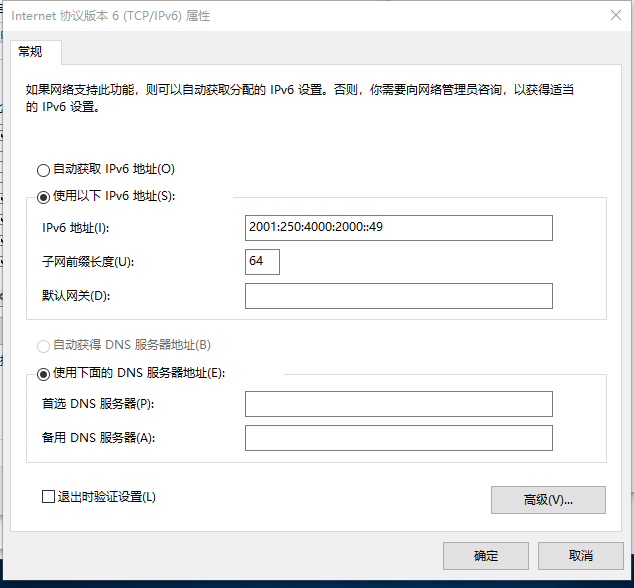 Internet 协议版本 6 (TCP/IPv6) 属性
常规
如果网络支持此功能，则可以自动获取分配的 IPv6 设置。否则，你需要向网络管理员咨询，以获得适当
的 IPv6 设置。
自动获取 IPv6 地址(O)
使用以下 IPv6 地址(S):
IPv6 地址(I):
2001:250:4000:2000::49
子网前缀长度(U):
64
默认网关(D):
自动获得 DNS 服务器地址(B)
使用下面的 DNS 服务器地址(E):
首选 DNS 服务器(P):
备用 DNS 服务器(A):
退出时验证设置(L)
高级(V)...
确定
取消